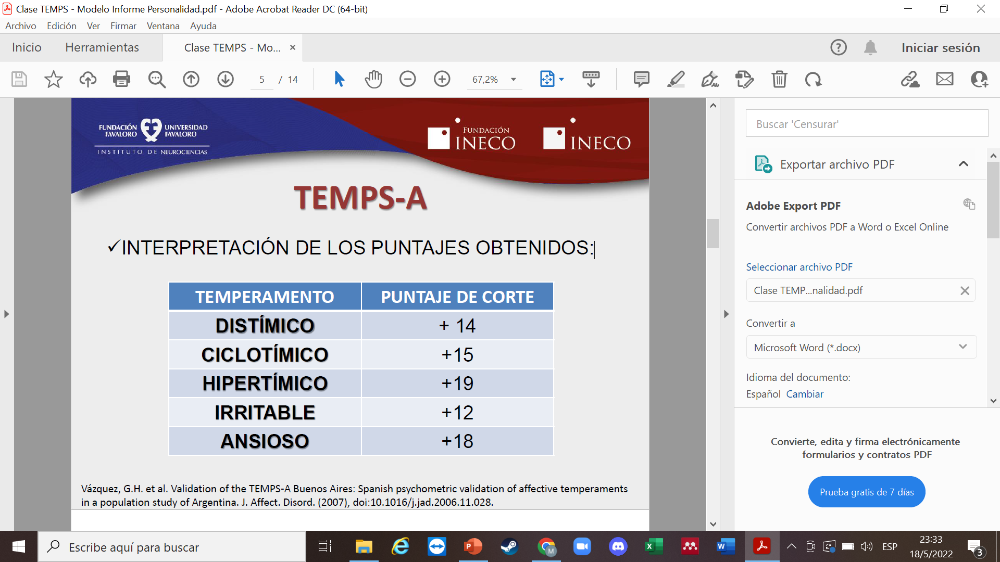 Clase TEMPS - Modelo Informe Personalidad.pdf - Adobe Acrobat Reader DC (64-bit)
Archivo Edición Ver Firmar Ventana Ayuda
Inicio Herramientas Clase TEMPS - Mo... × Iniciar sesión
5 / 14 67,2%
FUNDACIÓN FAVALORO UNIVERSIDAD FAVALORO
INSTITUTO DE NEUROCIENCIAS
FUNDACIÓN INECO
INECO
TEMPS-A
✓INTERPRETACIÓN DE LOS PUNTAJES OBTENIDOS:
TEMPERAMENTO PUNTAJE DE CORTE
DISTÍMICO + 14
CICLOTÍMICO +15
HIPERTÍMICO +19
IRRITABLE +12
ANSIOSO +18
Vázquez, G.H. et al. Validation of the TEMPS-A Buenos Aires: Spanish psychometric validation of affective temperaments
in a population study of Argentina. J. Affect. Disord. (2007), doi:10.1016/j.jad.2006.11.028.
Buscar 'Censurar'
Exportar archivo PDF
Adobe Export PDF
Convertir archivos PDF a Word o Excel Online
Seleccionar archivo PDF
Clase TEMP...nalidad.pdf
Convertir a
Microsoft Word (*.docx)
Idioma del documento:
Español Cambiar
Convierte, edita y firma electrónicamente
formularios y contratos PDF
Prueba gratis de 7 días
Escribe aquí para buscar
ESP
23:33
18/5/2022
3